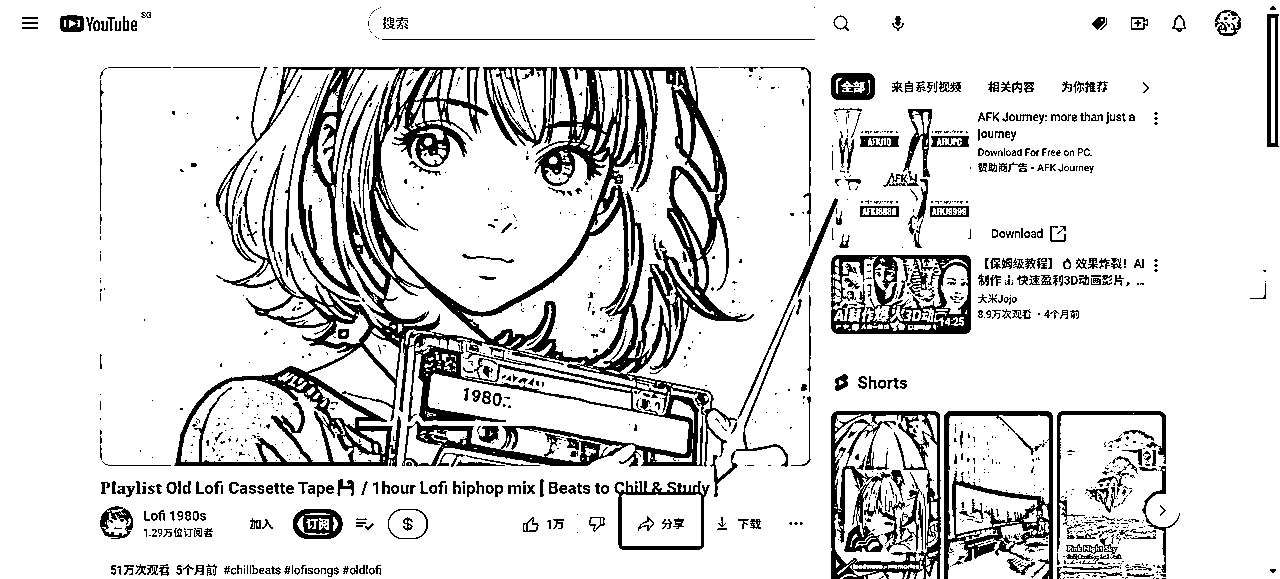 YouTube SG
搜索
全部 来自系列视频 相关内容 为你推荐
AFK Journey: more than just a
journey
Download For Free on PC.
赞助商广告 - AFK Journey
Download
【保姆级教程】🔥效果炸裂！AI
制作🕹快速盈利3D动画影片，...
大米Jojo
8.9万次观看 · 4个月前
14:25
Shorts
1980
Playlist Old Lofi Cassette Tape💾 / 1hour Lofi hiphop mix [ Beats to Chill & Study ]
Lofi 1980s
1.29万位订阅者
加入
订阅
1万
分享
下载
51万次观看 5个月前 #chillbeats #lofisongs #oldlofi
Pink Night Sky